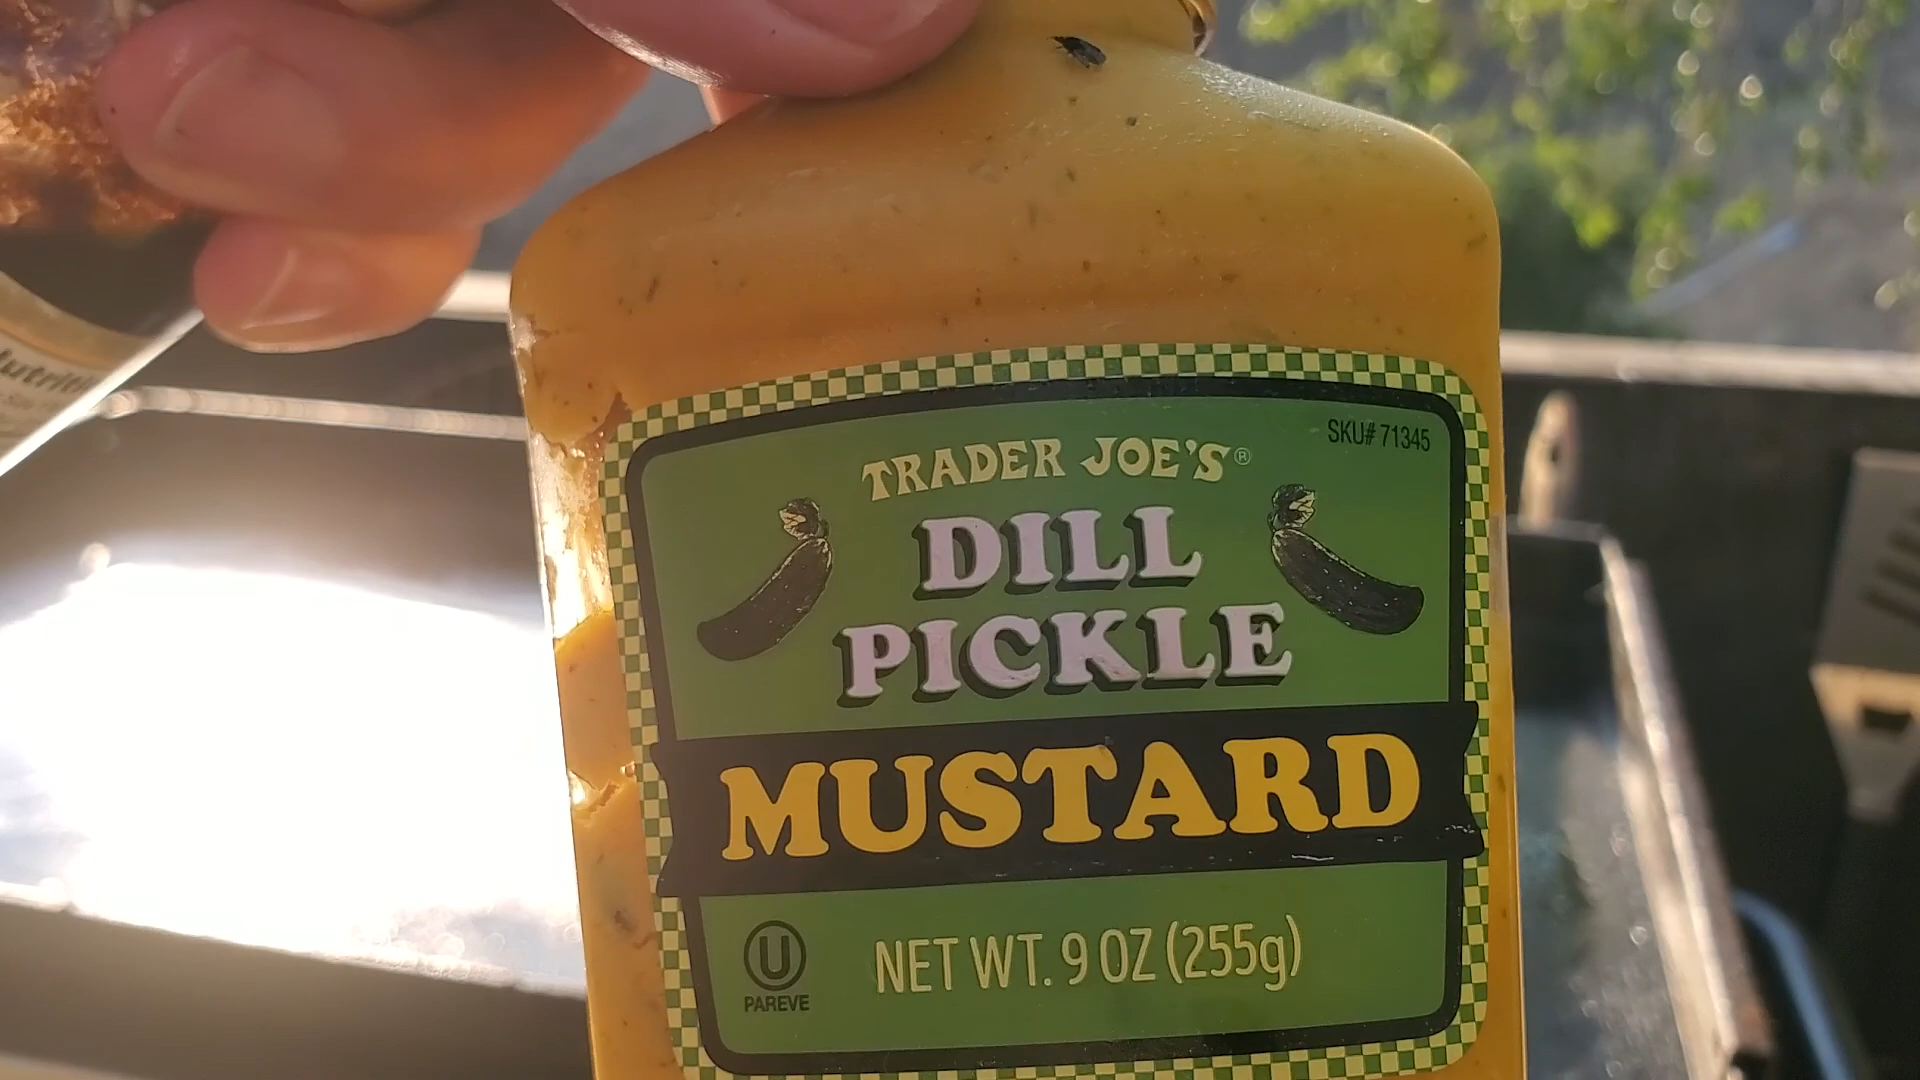 SKU# 71345
TRADER JOE'S®
DILL
PICKLE
MUSTARD
U
PAREVE
NET WT. 9 OZ (255g)